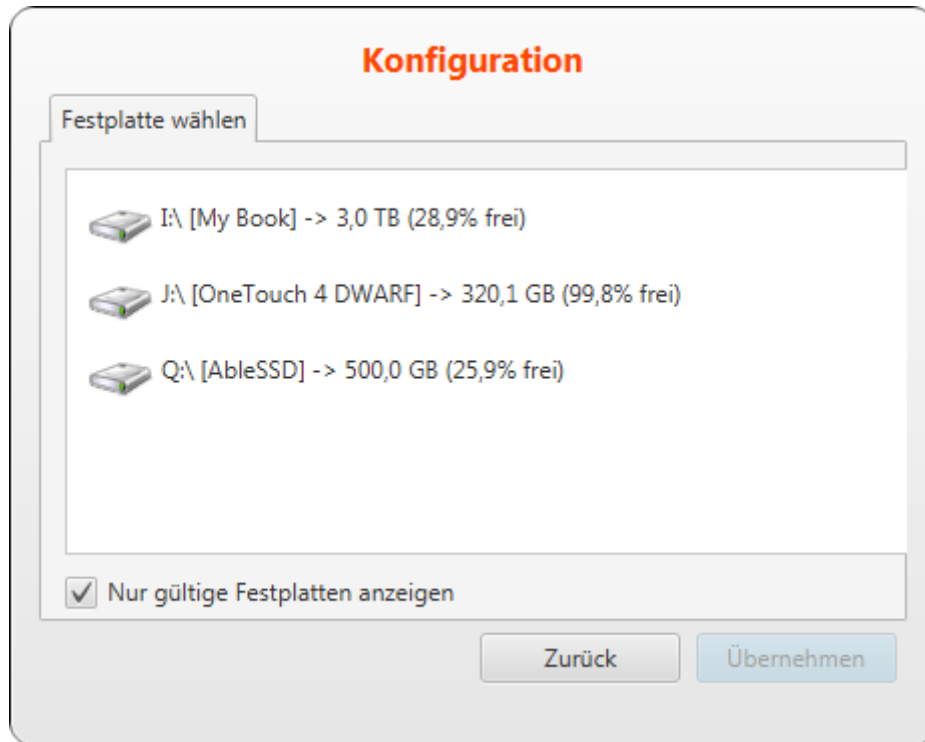 Konfiguration
Festplatte wählen
I:\ [My Book] -> 3,0 TB (28,9% frei)
J:\ [OneTouch 4 DWARF] -> 320,1 GB (99,8% frei)
Q:\ [AbleSSD] -> 500,0 GB (25,9% frei)
Nur gültige Festplatten anzeigen
Zurück
Übernehmen